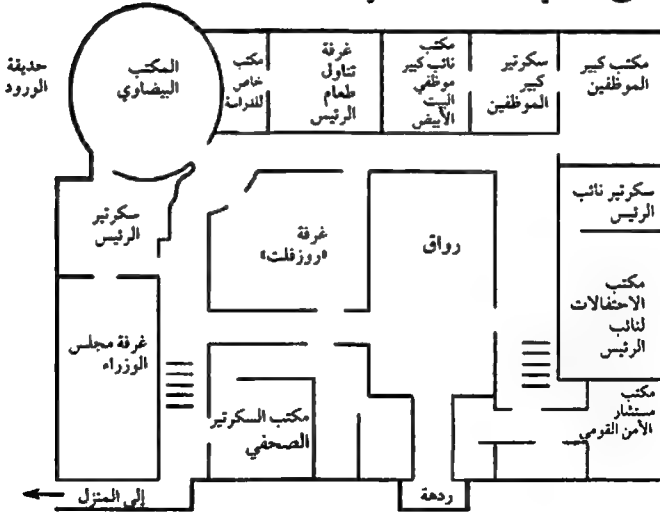 حديقة
الورود
المكتب
البيضاوي
مكتب
خاص
للدراسة
غرفة
تناول
طعام
الرئيس
مكتب
نائب كبير
موظفي
البيت
الأبيض
سكرتير
كبير
الموظفين
مكتب كبير
الموظفين
سكرتير
الرئيس
غرفة
«روزفلت»
رواق
سكرتير نائب
الرئيس
مكتب
الاحتفالات
لنائب
الرئيس
غرفة مجلس
الوزراء
مكتب السكرتير
الصحفي
مكتب
مستشار
الأمن القومي
إلى المنزل
ردهة